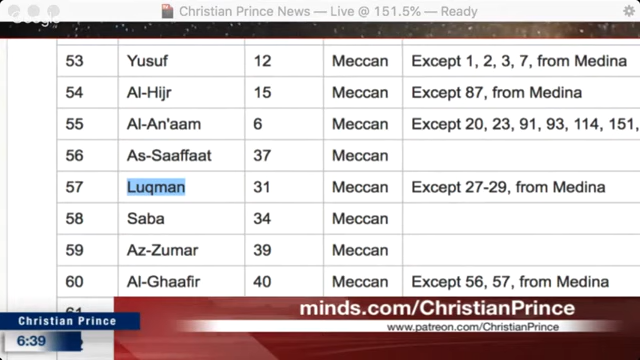 Christian Prince News — Live @ 151.5% — Ready
53 Yusuf 12 Meccan Except 1, 2, 3, 7, from Medina
54 Al-Hijr 15 Meccan Except 87, from Medina
55 Al-An'aam 6 Meccan Except 20, 23, 91, 93, 114, 151,
56 As-Saaffaat 37 Meccan
57 Luqman 31 Meccan Except 27-29, from Medina
58 Saba 34 Meccan
59 Az-Zumar 39 Meccan
60 Al-Ghaafir 40 Meccan Except 56, 57, from Medina
minds.com/ChristianPrince
Christian Prince
www.patreon.com/ChristianPrince
6:39